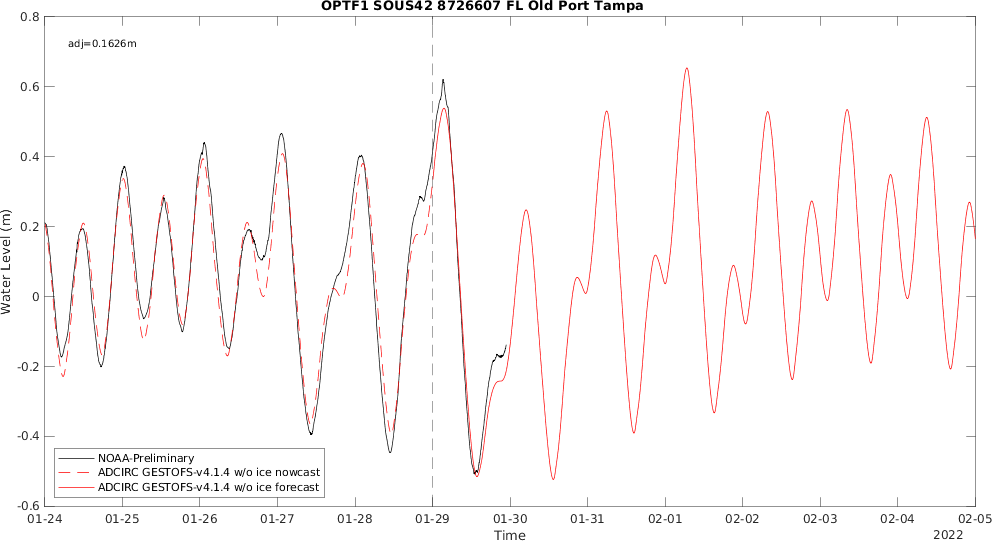 OPTF1 SOUS42 8726607 FL Old Port Tampa
adj=0.1626m
0.8
0.6
0.4
0.2
0
-0.2
-0.4
-0.6
Water Level (m)
NOAA-Preliminary
ADCIRC GESTOFS-v4.1.4 w/o ice nowcast
ADCIRC GESTOFS-v4.1.4 w/o ice forecast
01-24 01-25 01-26 01-27 01-28 01-29 01-30 01-31 02-01 02-02 02-03 02-04 02-05
Time
2022